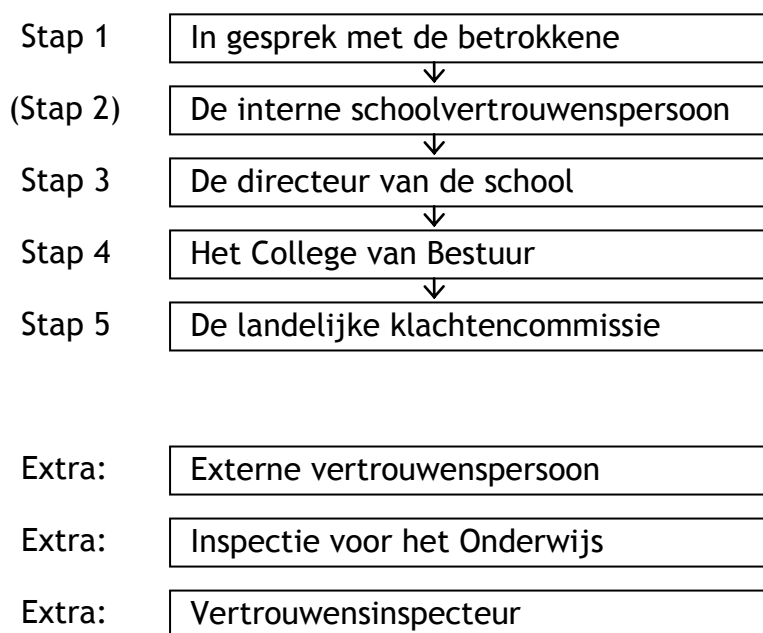 Stap 1 In gesprek met de betrokkene
(Stap 2) De interne schoolvertrouwenspersoon
Stap 3 De directeur van de school
Stap 4 Het College van Bestuur
Stap 5 De landelijke klachtencommissie
Extra: Externe vertrouwenspersoon
Extra: Inspectie voor het Onderwijs
Extra: Vertrouwensinspecteur